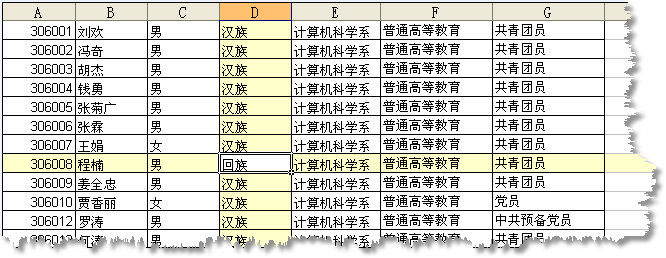 A B C D E F G
306001 刘欢 男 汉族 计算机科学系 普通高等教育 共青团员
306002 冯奇 男 汉族 计算机科学系 普通高等教育 共青团员
306003 胡杰 男 汉族 计算机科学系 普通高等教育 共青团员
306004 钱勇 男 汉族 计算机科学系 普通高等教育 共青团员
306005 张菊广 男 汉族 计算机科学系 普通高等教育 共青团员
306006 张霖 男 汉族 计算机科学系 普通高等教育 共青团员
306007 王娟 女 汉族 计算机科学系 普通高等教育 共青团员
306008 程楠 男 回族 计算机科学系 普通高等教育 共青团员
306009 姜全忠 男 汉族 计算机科学系 普通高等教育 共青团员
306010 贾香丽 女 汉族 计算机科学系 普通高等教育 党员
306012 罗涛 男 汉族 计算机科学系 普通高等教育 中共预备党员
男 汉族 计算机科学系 普通高等教育 共青团员